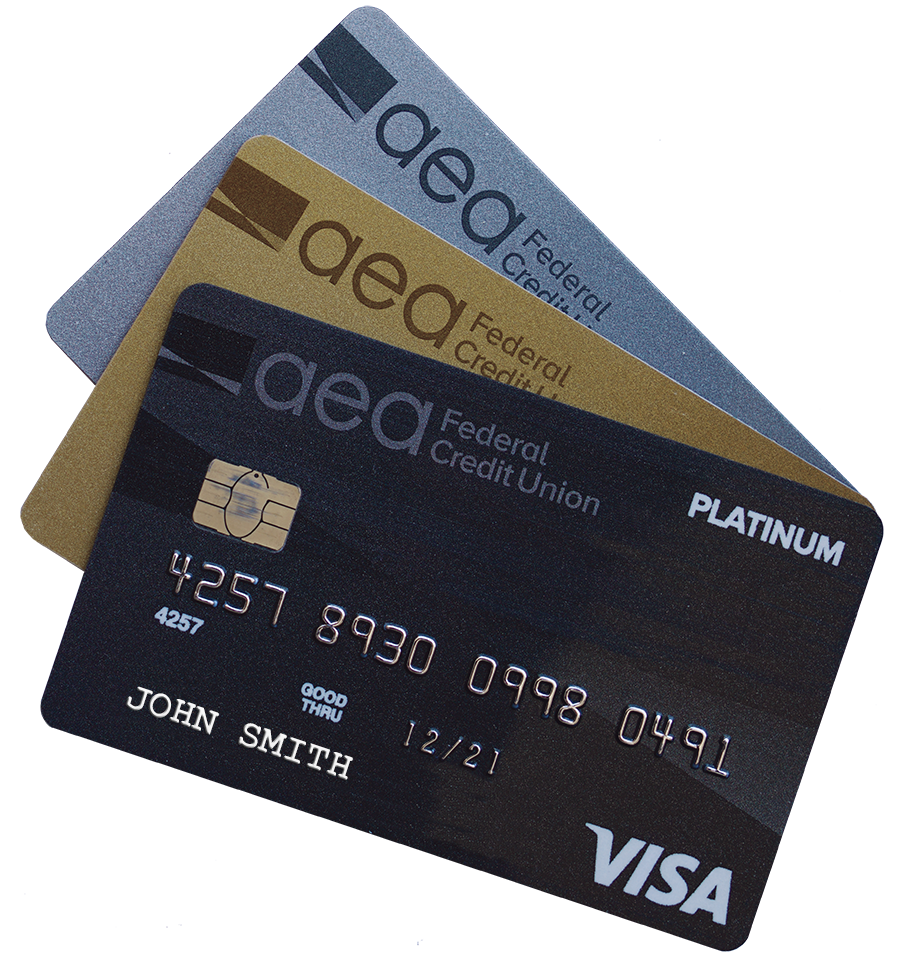 aea Federal
Credit
aea Federal
Credit
aea Federal
Credit Union
PLATINUM
4257 8930 0998 0491
4257
GOOD
THRU
12/21
JOHN SMITH
VISA